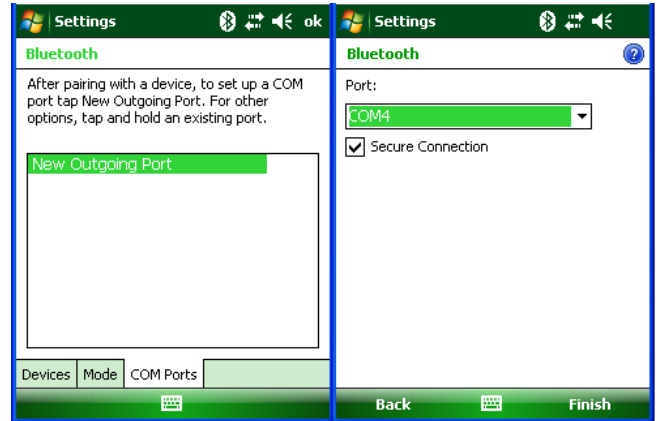 Settings ok
Bluetooth
After pairing with a device, to set up a COM
port tap New Outgoing Port. For other
options, tap and hold an existing port.
New Outgoing Port
Devices Mode COM Ports
Settings
Bluetooth ?
Port:
COM4
Secure Connection
Back Finish